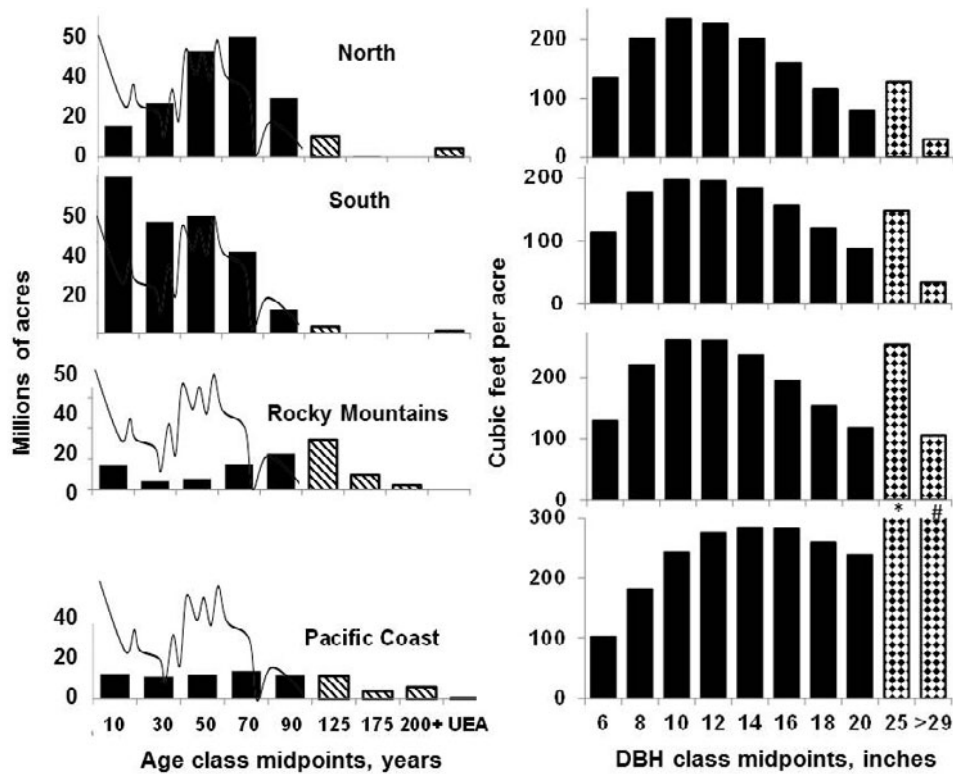 Millions of acres
50
40
20
0
North
50
40
20
South
50
40
20
0
Rocky Mountains
40
20
0
Pacific Coast
10 30 50 70 90 125 175 200+ UEA
Age class midpoints, years
Cubic feet per acre
200
100
0
200
100
0
200
100
0
* #
300
200
100
0
6 8 10 12 14 16 18 20 25 >29
DBH class midpoints, inches